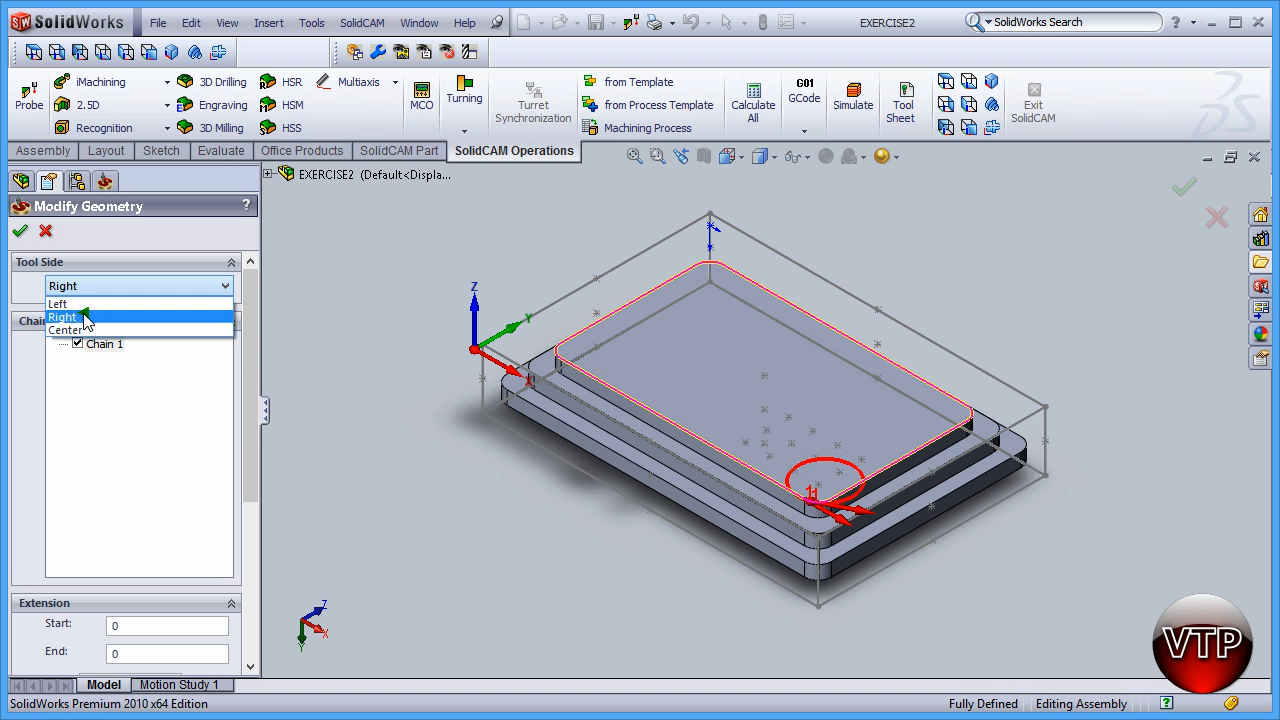 SolidWorks File Edit View Insert Tools SolidCAM Window Help EXERCISE2 SolidWorks Search ?
Probe iMachining 3D Drilling HSR Multiaxis MCO Turning Turret Synchronization from Template Calculate All G01 GCode Simulate Tool Sheet Exit SolidCAM
2.5D Engraving HSM from Process Template
Recognition 3D Milling HSS Machining Process
Assembly Layout Sketch Evaluate Office Products SolidCAM Part SolidCAM Operations
EXERCISE2 (Default<Displa...
Modify Geometry ?
Tool Side
Right
Left
Right
Center
Chain 1
Z
Y
X
Extension
Start: 0
End: 0
Z
X
Y
VTP
Model Motion Study 1
SolidWorks Premium 2010 x64 Edition Fully Defined Editing Assembly ?